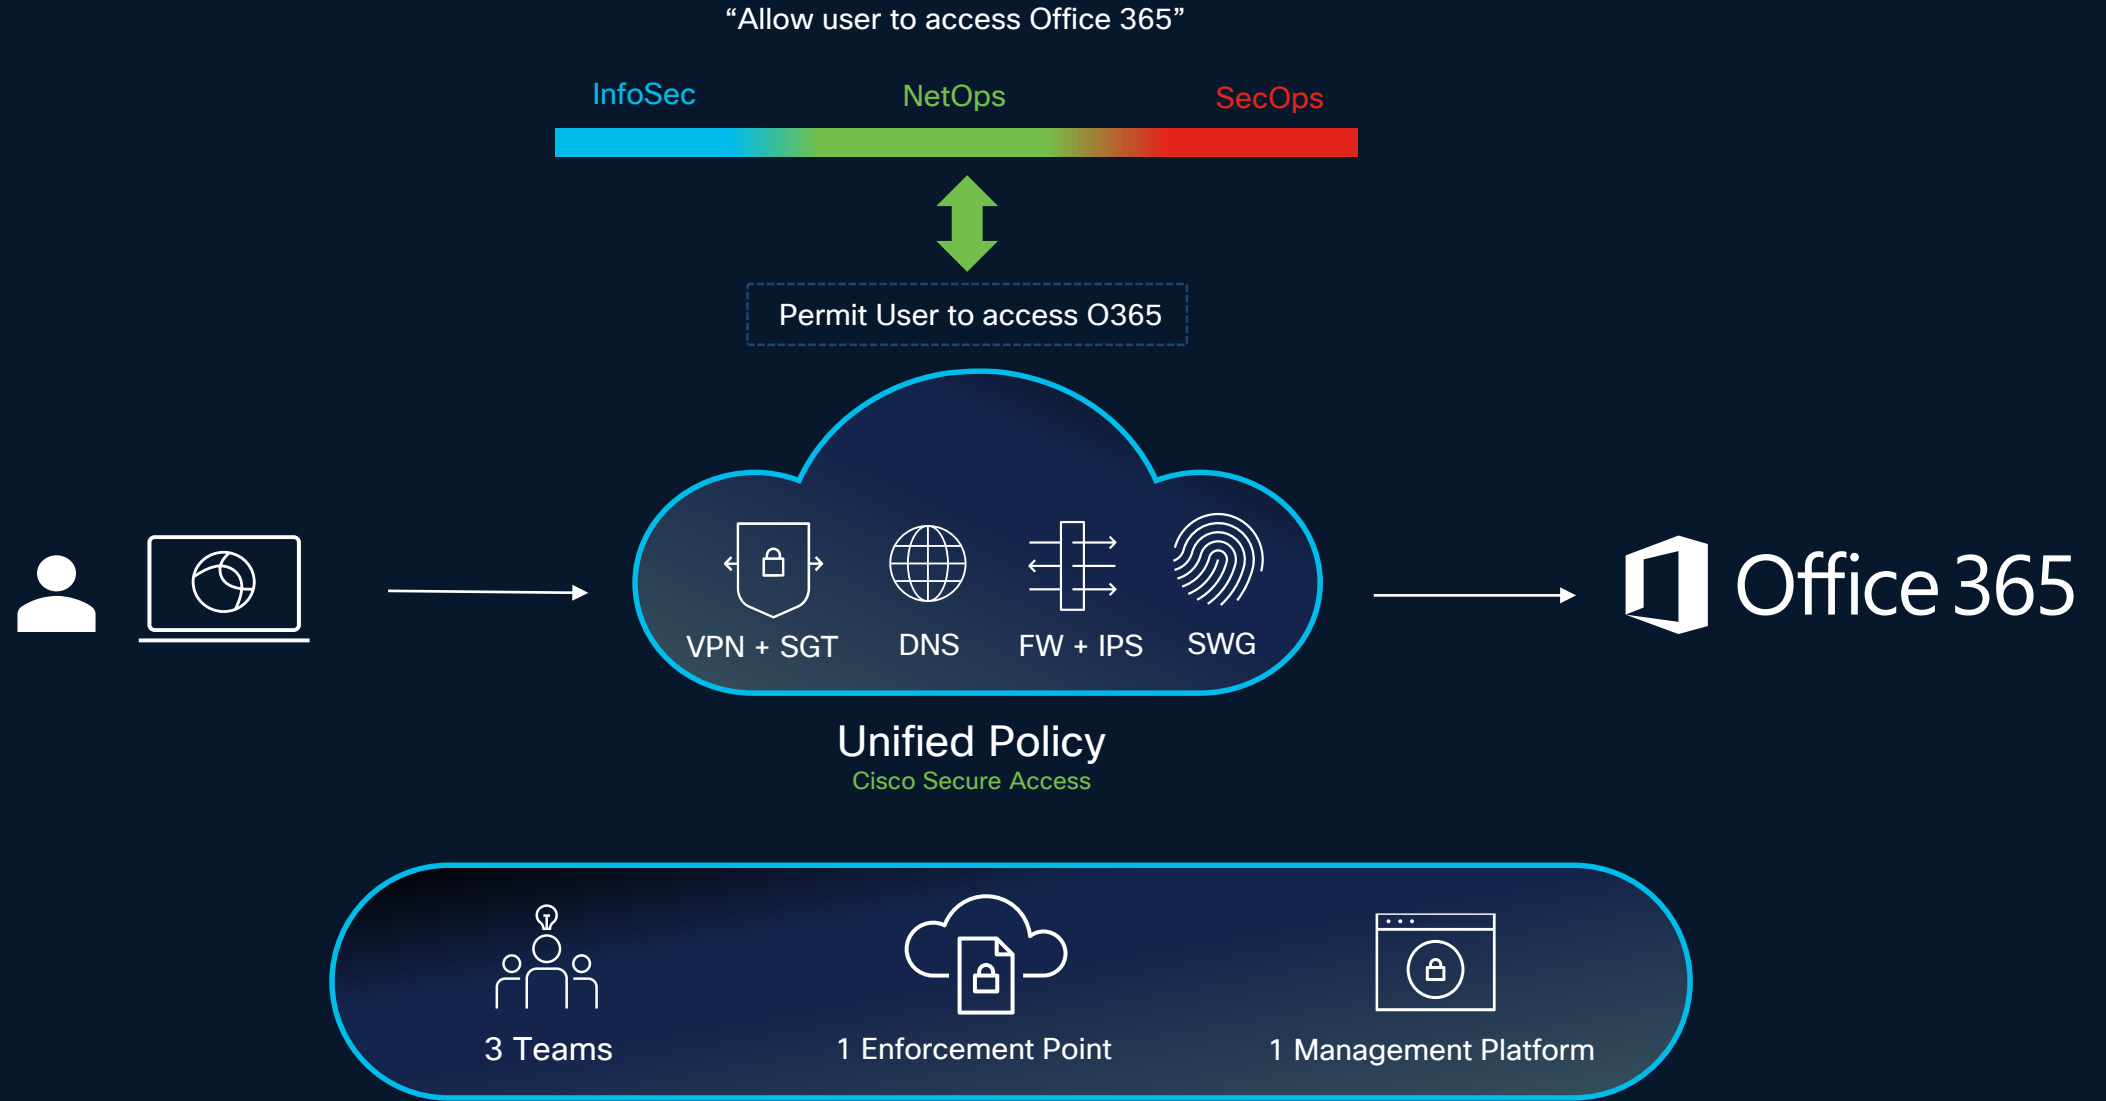 “Allow user to access Office 365”
InfoSec NetOps SecOps
Permit User to access O365
VPN + SGT DNS FW + IPS SWG
Office 365
Unified Policy
Cisco Secure Access
3 Teams 1 Enforcement Point 1 Management Platform